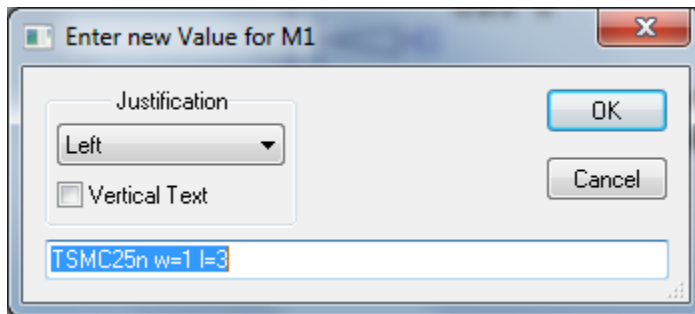 Enter new Value for M1
Justification
Left
Vertical Text
OK
Cancel
TSMC25n w=1 l=3